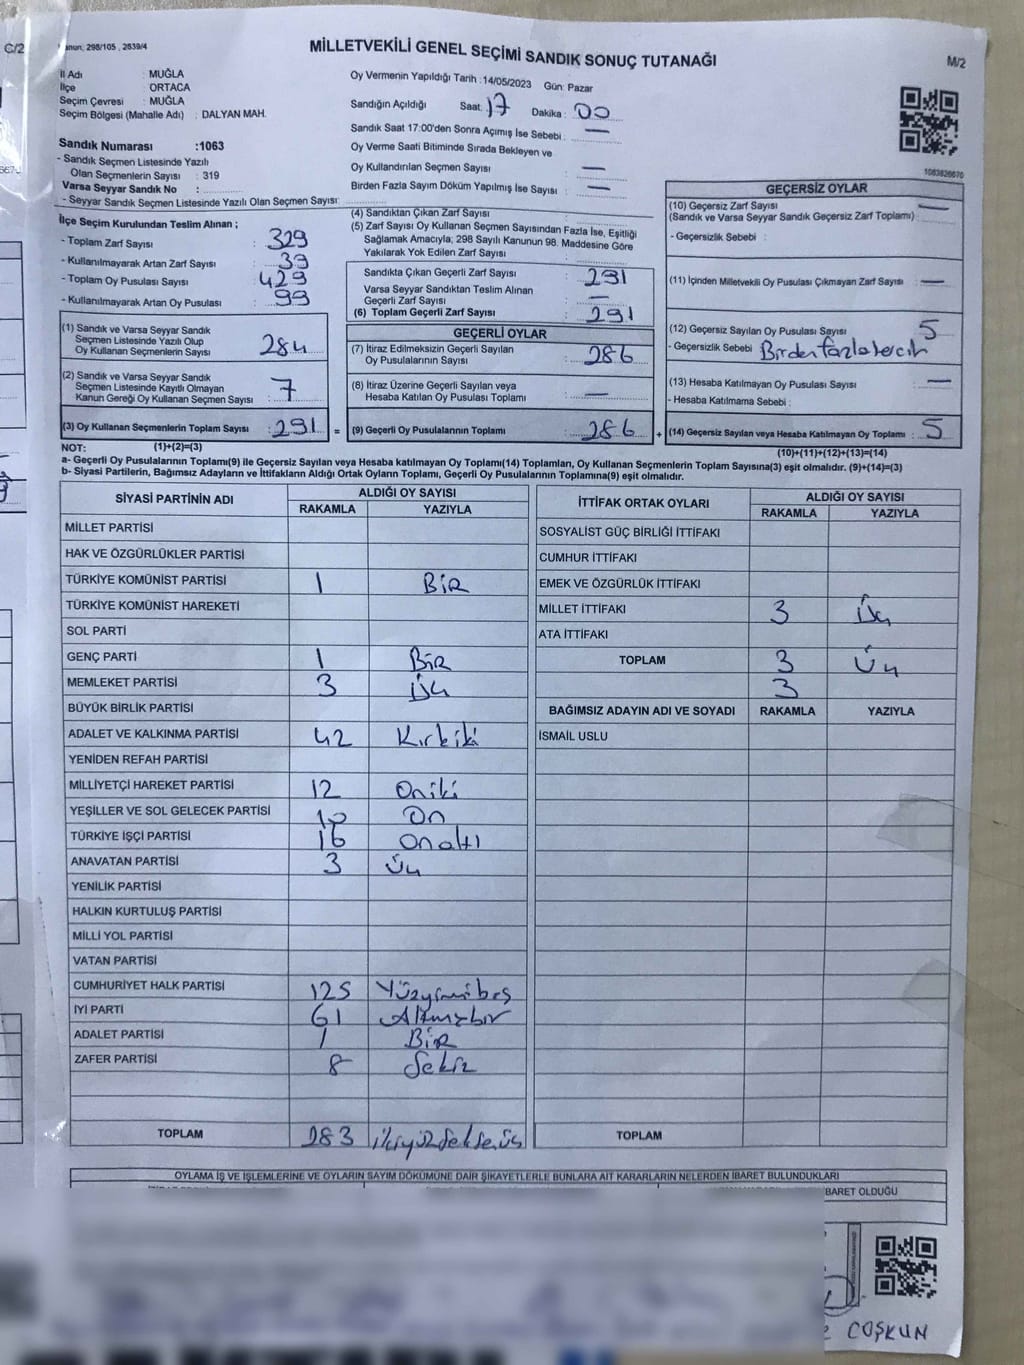 C/2
Kanun, 298/105 , 2839/4
MİLLETVEKİLİ GENEL SEÇİMİ SANDIK SONUÇ TUTANAĞI
M/2
İl Adı : MUĞLA
İlçe : ORTACA
Seçim Çevresi : MUĞLA
Seçim Bölgesi (Mahalle Adı) : DALYAN MAH.
Oy Vermenin Yapıldığı Tarih : 14/05/2023 Gün: Pazar
Sandığın Açıldığı Saat: 17 Dakika : 00
Sandık Saat 17:00'den Sonra Açımış İse Sebebi : —
Oy Verme Saati Bitiminde Sırada Bekleyen ve
Oy Kullandırılan Seçmen Sayısı : —
Birden Fazla Sayım Döküm Yapılmış İse Sayısı : —
Sandık Numarası :1063
- Sandık Seçmen Listesinde Yazılı
Olan Seçmenlerin Sayısı : 319
Varsa Seyyar Sandık No :
- Seyyar Sandık Seçmen Listesinde Yazılı Olan Seçmen Sayısı:
1063826670
İlçe Seçim Kurulundan Teslim Alınan ;
- Toplam Zarf Sayısı : 329
- Kullanılmayarak Artan Zarf Sayısı : 39
- Toplam Oy Pusulası Sayısı : 429
- Kullanılmayarak Artan Oy Pusulası : 99
(1) Sandık ve Varsa Seyyar Sandık
Seçmen Listesinde Yazılı Olup
Oy Kullanan Seçmenlerin Sayısı : 284
(2) Sandık ve Varsa Seyyar Sandık
Seçmen Listesinde Kayıtlı Olmayan
Kanun Gereği Oy Kullanan Seçmen Sayısı : 7
(3) Oy Kullanan Seçmenlerin Toplam Sayısı : 291 =
(4) Sandıktan Çıkan Zarf Sayısı :
(5) Zarf Sayısı Oy Kullanan Seçmen Sayısından Fazla İse, Eşitliği
Sağlamak Amacıyla, 298 Sayılı Kanunun 98. Maddesine Göre
Yakılarak Yok Edilen Zarf Sayısı :
Sandıkta Çıkan Geçerli Zarf Sayısı : 291
Varsa Seyyar Sandıktan Teslim Alınan
Geçerli Zarf Sayısı : —
(6) Toplam Geçerli Zarf Sayısı : 291
GEÇERLİ OYLAR
(7) İtiraz Edilmeksizin Geçerli Sayılan
Oy Pusulalarının Sayısı : 286
(8) İtiraz Üzerine Geçerli Sayılan veya
Hesaba Katılan Oy Pusulası Toplamı : —
(9) Geçerli Oy Pusulalarının Toplamı : 286 +
GEÇERSİZ OYLAR
(10) Geçersiz Zarf Sayısı : —
(Sandık ve Varsa Seyyar Sandık Geçersiz Zarf Toplamı)
- Geçersizlik Sebebi :
(11) İçinden Milletvekili Oy Pusulası Çıkmayan Zarf Sayısı : —
(12) Geçersiz Sayılan Oy Pusulası Sayısı : 5
- Geçersizlik Sebebi : Birden fazla tercih
(13) Hesaba Katılmayan Oy Pusulası Sayısı : —
- Hesaba Katılmama Sebebi :
(14) Geçersiz Sayılan veya Hesaba Katılmayan Oy Toplamı : 5
NOT: (1)+(2)=(3) (10)+(11)+(12)+(13)=(14)
a- Geçerli Oy Pusulalarının Toplamı(9) ile Geçersiz Sayılan veya Hesaba katılmayan Oy Toplamı(14) Toplamları, Oy Kullanan Seçmenlerin Toplam Sayısına(3) eşit olmalıdır. (9)+(14)=(3)
b- Siyasi Partilerin, Bağımsız Adayların ve İttifakların Aldığı Ortak Oyların Toplamı, Geçerli Oy Pusulalarının Toplamına(9) eşit olmalıdır.
SİYASİ PARTİNİN ADI ALDIĞI OY SAYISI
RAKAMLA YAZIYLA
MİLLET PARTİSİ
HAK VE ÖZGÜRLÜKLER PARTİSİ
TÜRKİYE KOMÜNİST PARTİSİ 1 BİR
TÜRKİYE KOMÜNİST HAREKETİ
SOL PARTİ
GENÇ PARTİ 1 BİR
MEMLEKET PARTİSİ 3 Üç
BÜYÜK BİRLİK PARTİSİ
ADALET VE KALKINMA PARTİSİ 42 Kırkiki
YENİDEN REFAH PARTİSİ
MİLLİYETÇİ HAREKET PARTİSİ 12 Oniki
YEŞİLLER VE SOL GELECEK PARTİSİ 10 On
TÜRKİYE İŞÇİ PARTİSİ 16 onaltı
ANAVATAN PARTİSİ 3 Üç
YENİLİK PARTİSİ
HALKIN KURTULUŞ PARTİSİ
MİLLİ YOL PARTİSİ
VATAN PARTİSİ
CUMHURİYET HALK PARTİSİ 125 Yüzyirmibeş
İYİ PARTİ 61 Altmışbir
ADALET PARTİSİ 1 BİR
ZAFER PARTİSİ 8 Sekiz
TOPLAM 283 ikiyüzseksenüç
İTTİFAK ORTAK OYLARI ALDIĞI OY SAYISI
RAKAMLA YAZIYLA
SOSYALİST GÜÇ BİRLİĞİ İTTİFAKI
CUMHUR İTTİFAKI
EMEK VE ÖZGÜRLÜK İTTİFAKI
MİLLET İTTİFAKI 3 Üç
ATA İTTİFAKI
TOPLAM 3 Üç
3
BAĞIMSIZ ADAYIN ADI VE SOYADI RAKAMLA YAZIYLA
İSMAİL USLU
TOPLAM
OYLAMA İŞ VE İŞLEMLERİNE VE OYLARIN SAYIM DÖKÜMÜNE DAİR ŞİKAYETLERLE BUNLARA AİT KARARLARIN NELERDEN İBARET BULUNDUKLARI
BARET OLDUĞU
COŞKUN